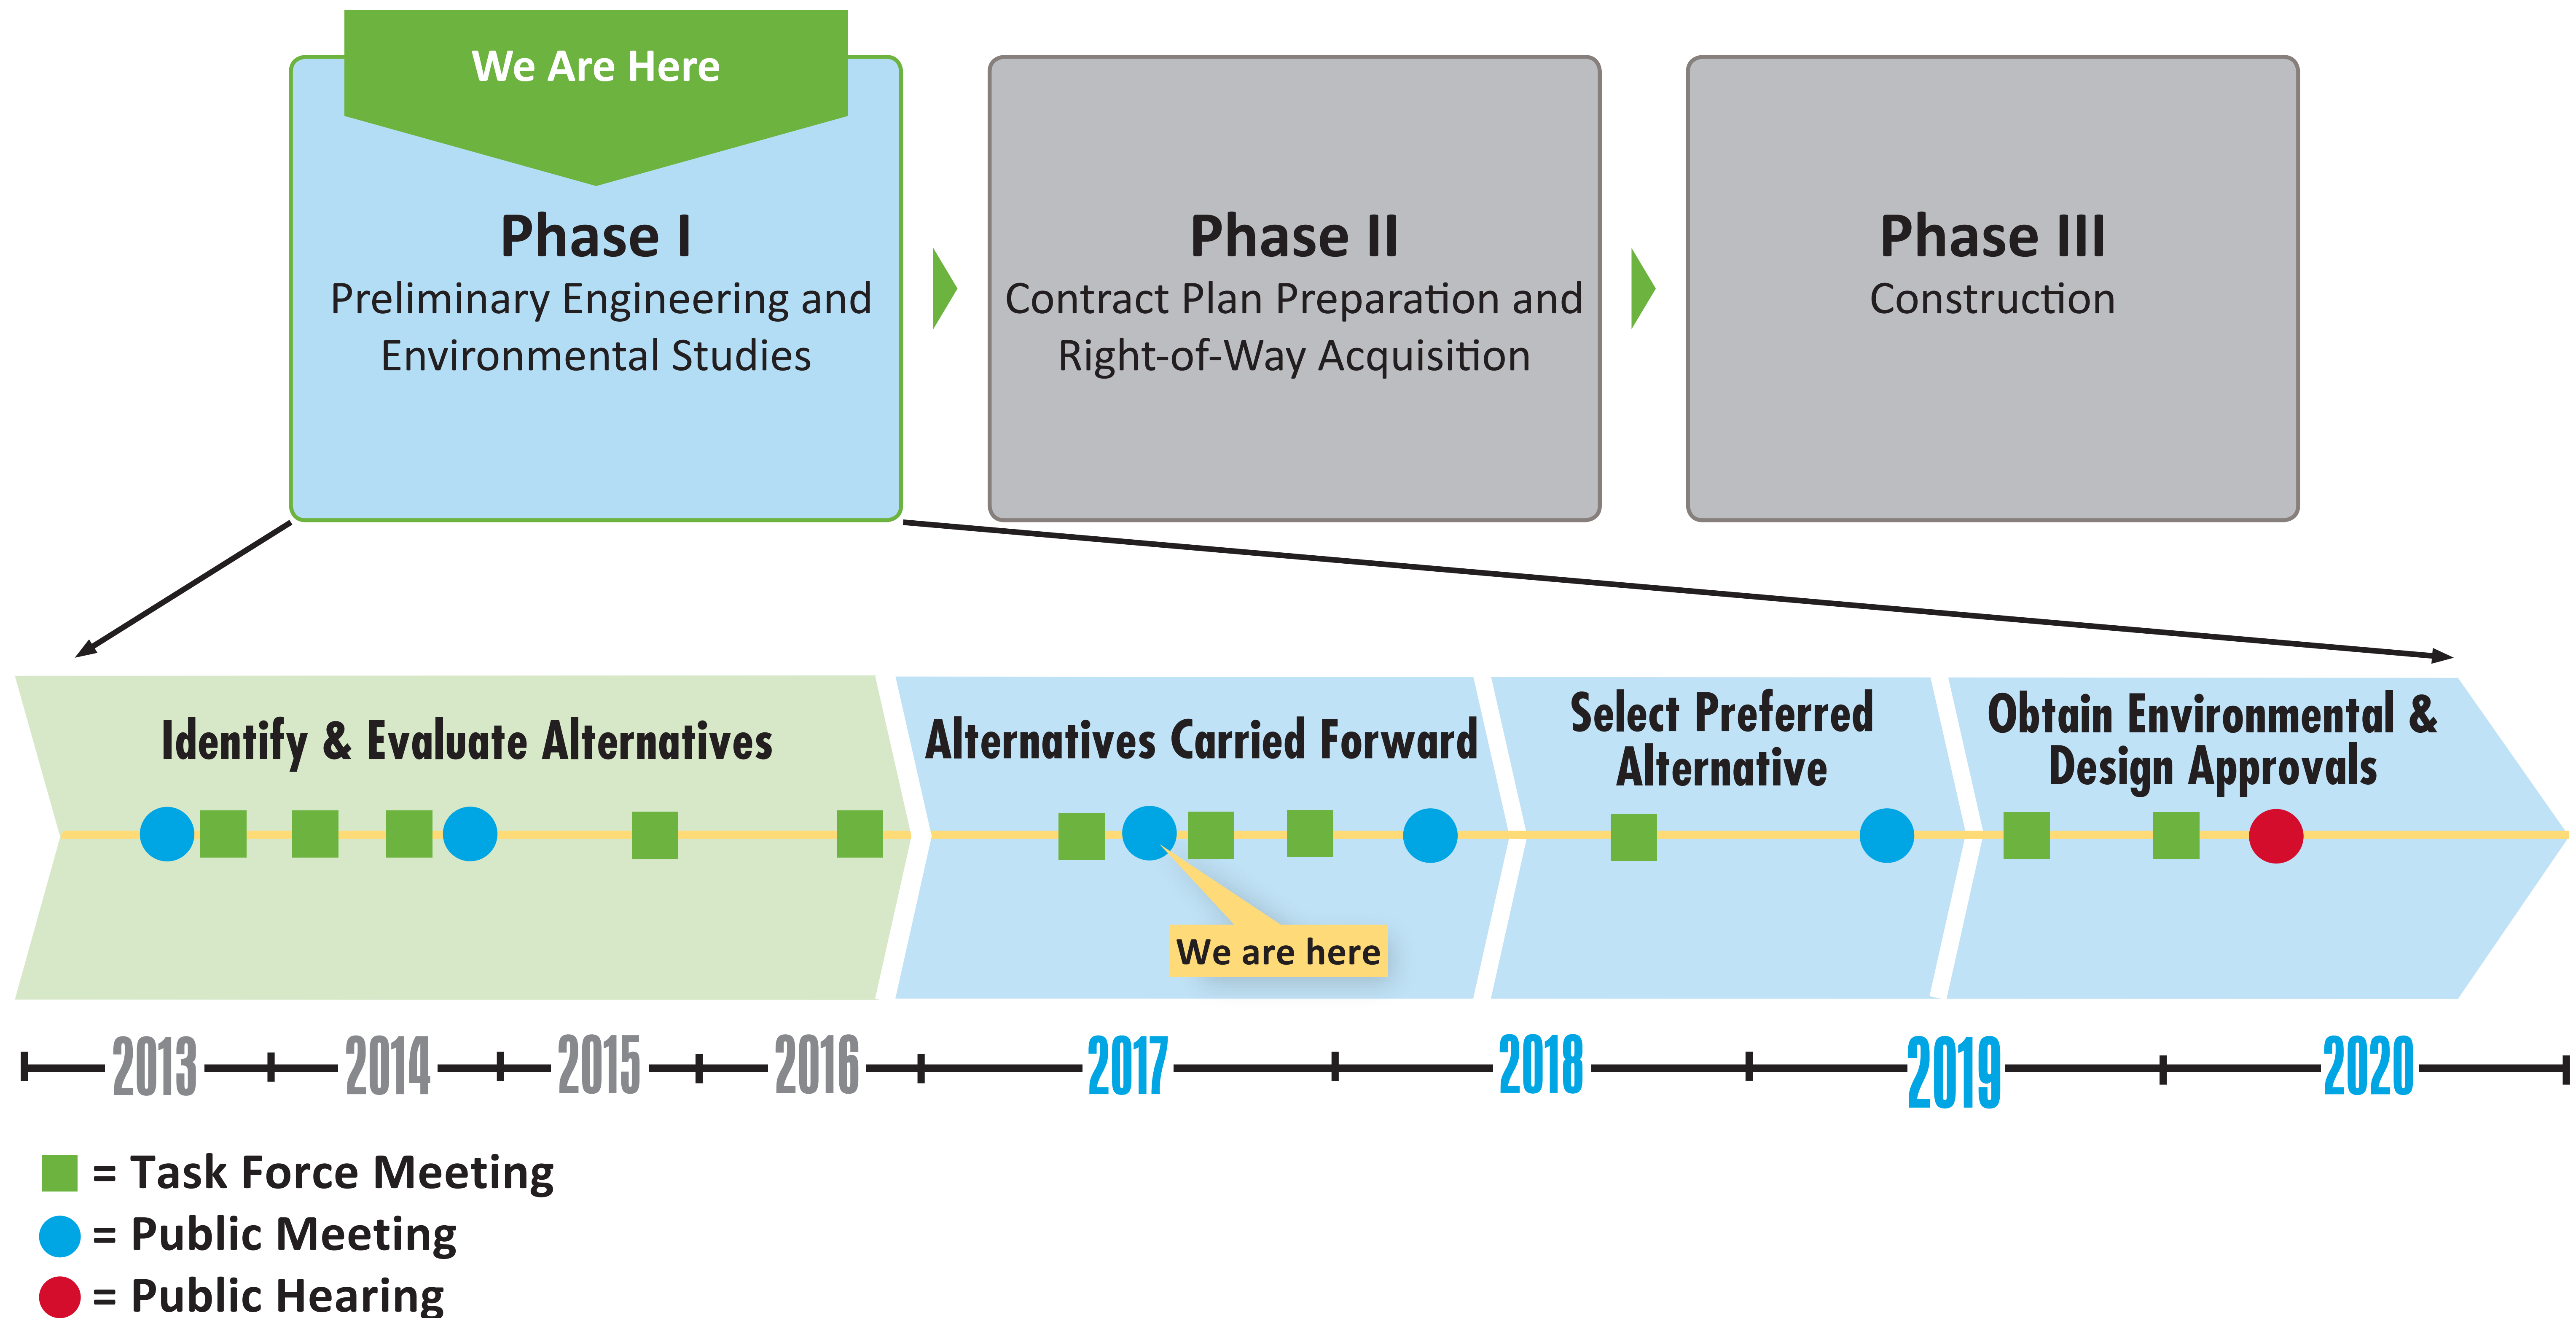 We Are Here
Phase I
Preliminary Engineering and
Environmental Studies
Phase II
Contract Plan Preparation and
Right-of-Way Acquisition
Phase III
Construction
Identify & Evaluate Alternatives
Alternatives Carried Forward
Select Preferred
Alternative
Obtain Environmental &
Design Approvals
We are here
2013 2014 2015 2016 2017 2018 2019 2020
= Task Force Meeting
= Public Meeting
= Public Hearing